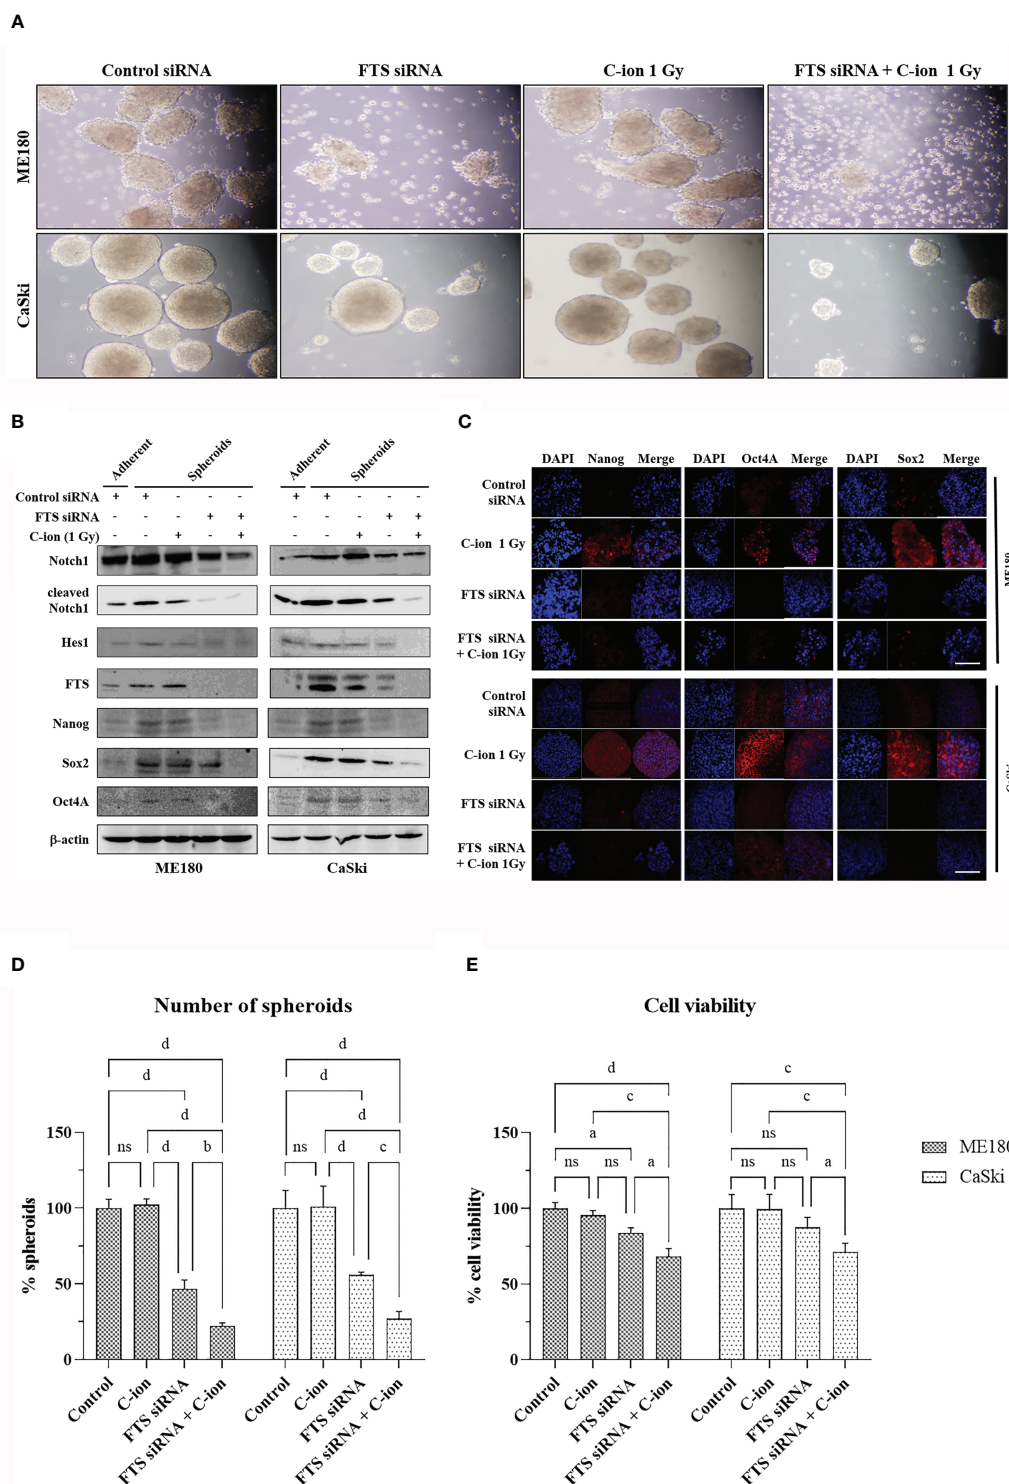 A
Control siRNA
FTS siRNA
C-ion 1 Gy
FTS siRNA + C-ion 1 Gy
ME180
CaSki
B
Adherent
Spheroids
Adherent
Spheroids
Control siRNA + + - - - + + - - -
FTS siRNA - - - + + - - - + +
C-ion (1 Gy) - - + - + - - + - +
Notch1
cleaved
Notch1
Hes1
FTS
Nanog
Sox2
Oct4A
β-actin
ME180
CaSki
C
DAPI Nanog Merge DAPI Oct4A Merge DAPI Sox2 Merge
Control
siRNA
C-ion 1 Gy
FTS siRNA
FTS siRNA
+ C-ion 1Gy
ME180
Control
siRNA
C-ion 1 Gy
FTS siRNA
FTS siRNA
+ C-ion 1Gy
D
Number of spheroids
d
d
d
ns d b
d
d
d
ns d c
% spheroids
150
100
50
0
Control
C-ion
FTS siRNA
FTS siRNA + C-ion
Control
C-ion
FTS siRNA
FTS siRNA + C-ion
E
Cell viability
d
c
a
ns ns a
c
c
ns
ns ns a
% cell viability
150
100
50
0
Control
C-ion
FTS siRNA
FTS siRNA + C-ion
Control
C-ion
FTS siRNA
FTS siRNA + C-ion
ME180
CaSki